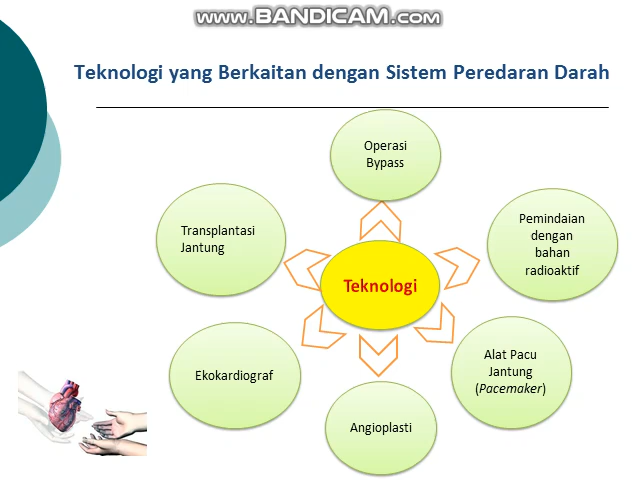 www.BANDICAM.com
Teknologi yang Berkaitan dengan Sistem Peredaran Darah
Operasi
Bypass
Transplantasi
Jantung
Pemindaian
dengan
bahan
radioaktif
Teknologi
Ekokardiograf
Alat Pacu
Jantung
(Pacemaker)
Angioplasti